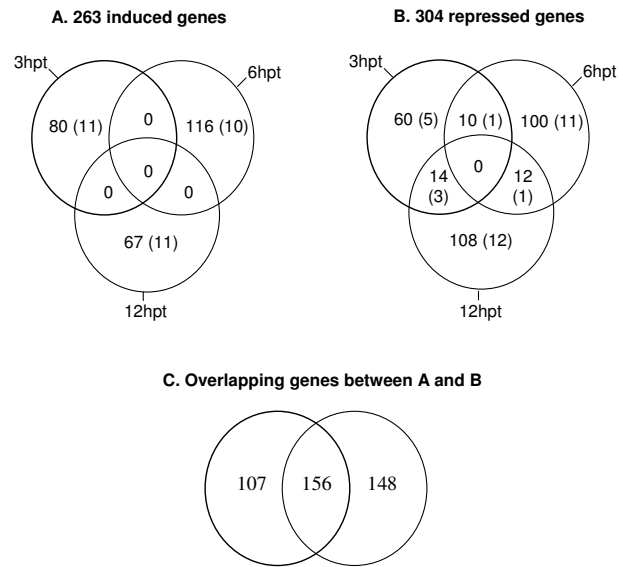 A. 263 induced genes
B. 304 repressed genes
3hpt
6hpt
80 (11)
0
116 (10)
0
0
0
67 (11)
12hpt
3hpt
6hpt
60 (5)
10 (1)
100 (11)
14
(3)
0
12
(1)
108 (12)
12hpt
C. Overlapping genes between A and B
107
156
148